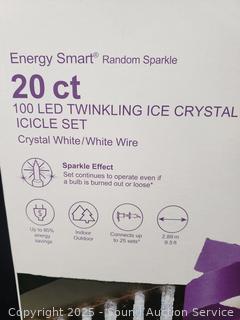 Energy Smart® Random Sparkle
20 ct
100 LED TWINKLING ICE CRYSTAL
ICICLE SET
Crystal White/White Wire
Sparkle Effect
Set continues to operate even if
a bulb is burned out or loose*
Up to 80%
energy
savings
Indoor
Outdoor
Connects up
to 25 sets*
2.89 m
9.5 ft
Copyright 2025 - Sound Auction Service